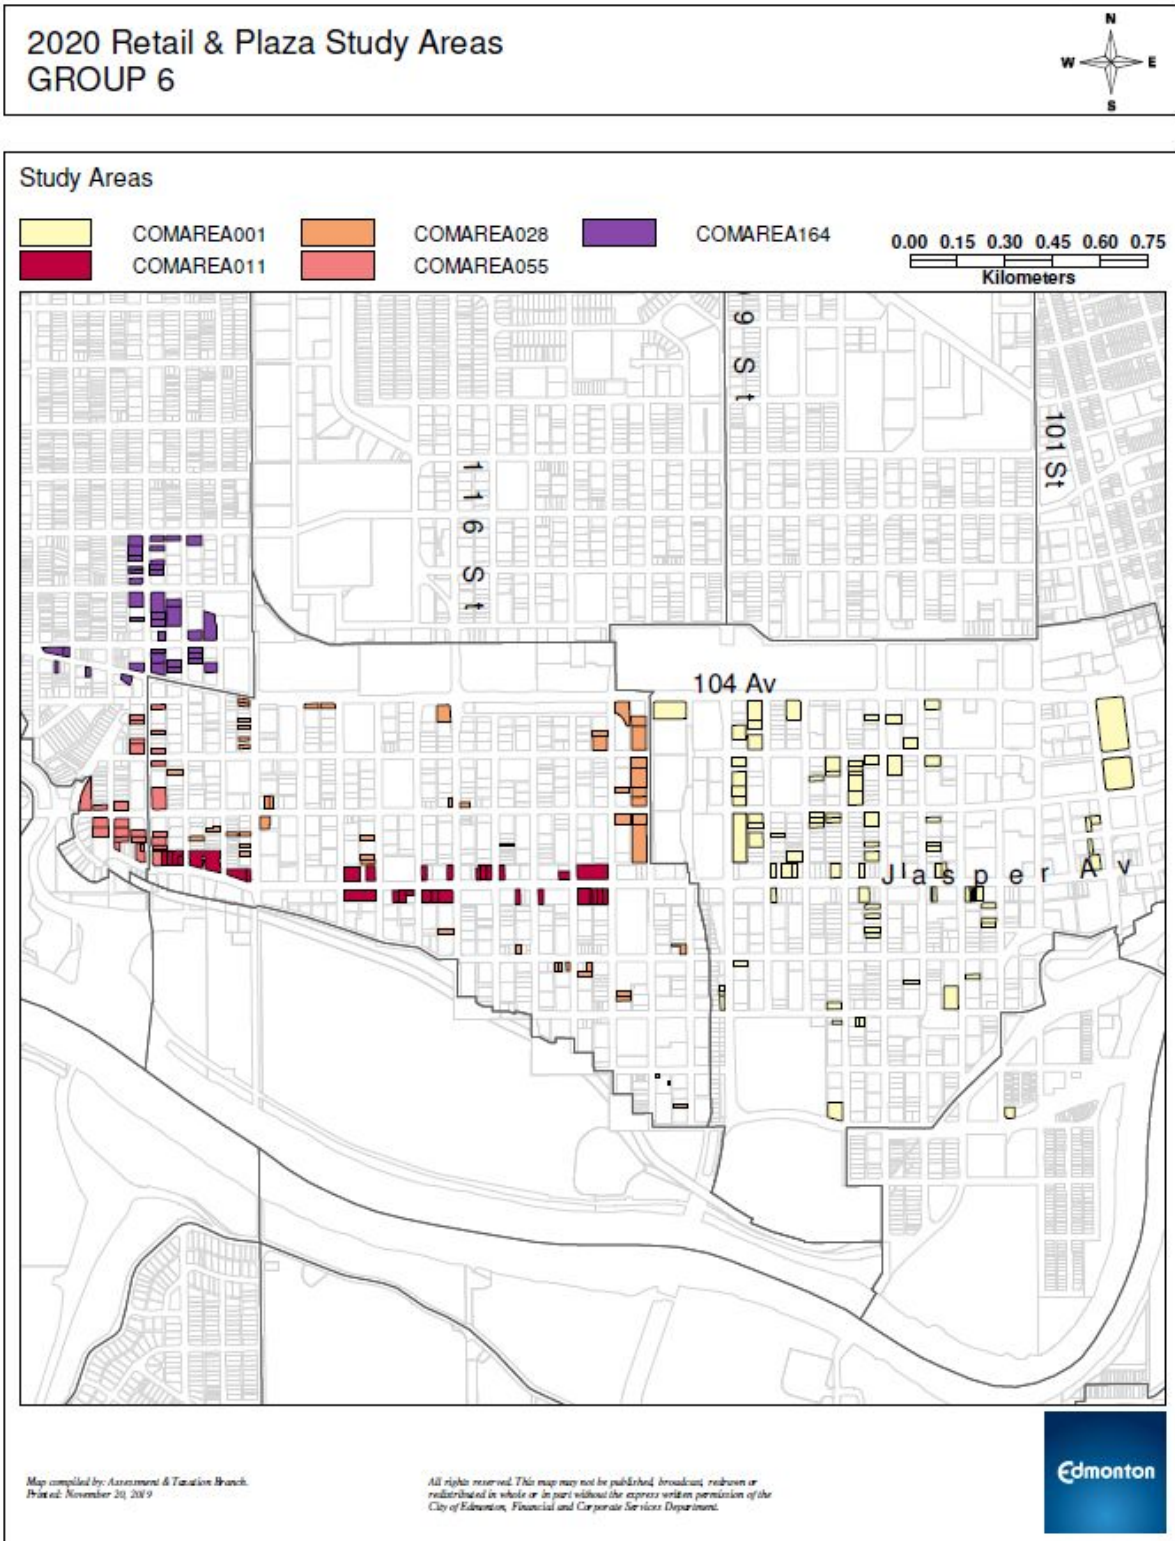 2020 Retail & Plaza Study Areas
GROUP 6
N
W E
S
Study Areas
COMAREA001 COMAREA028 COMAREA164
COMAREA011 COMAREA055
0.00 0.15 0.30 0.45 0.60 0.75
Kilometers
9 St
101 St
116 St
104 Av
Jasper Av
Map compiled by: Assessment & Taxation Branch.
Printed: November 20, 2019
All rights reserved. This map may not be published, broadcast, redrawn or
redistributed in whole or in part without the express written permission of the
City of Edmonton, Financial and Corporate Services Department.
Edmonton